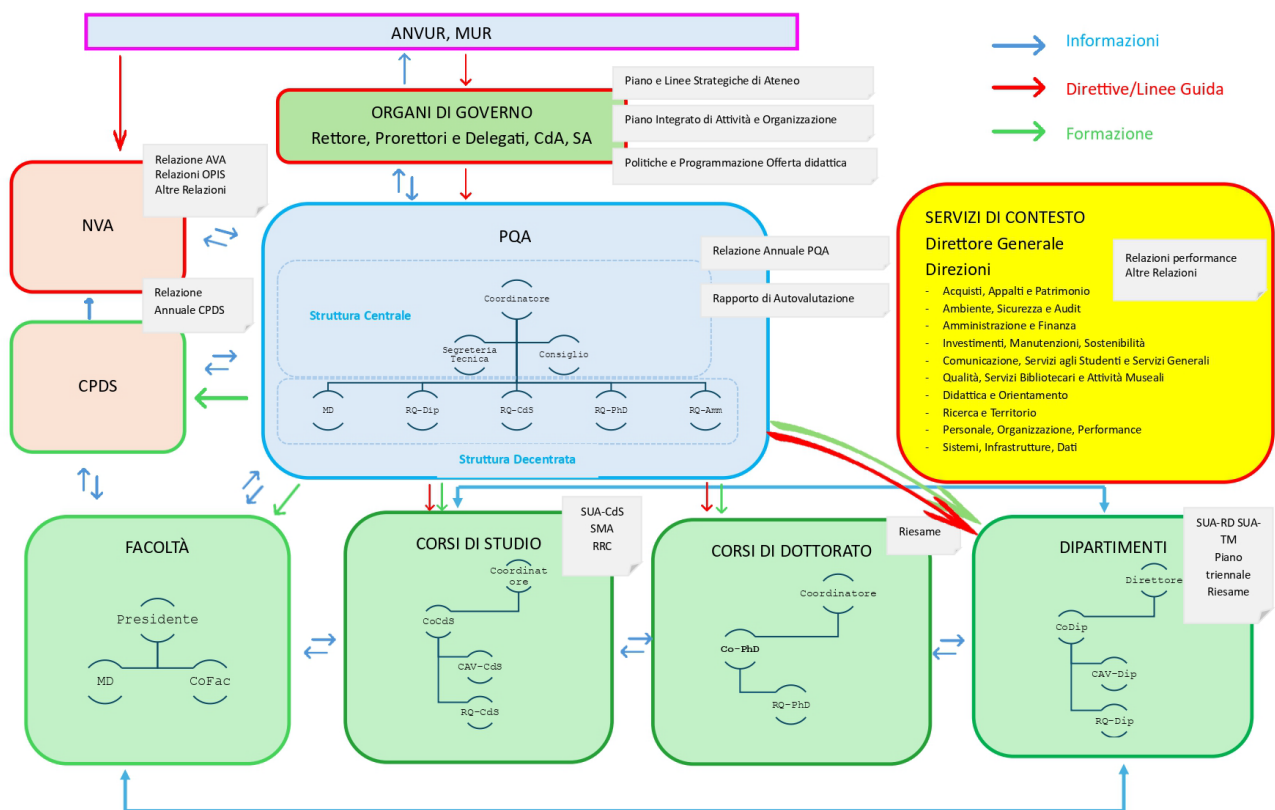 ANVUR, MUR
Informazioni
Direttive/Linee Guida
Formazione
ORGANI DI GOVERNO
Rettore, Prorettori e Delegati, CdA, SA
Piano e Linee Strategiche di Ateneo
Piano Integrato di Attività e Organizzazione
Politiche e Programmazione Offerta didattica
NVA
Relazione AVA
Relazioni OPIS
Altre Relazioni
CPDS
Relazione
Annuale CPDS
PQA
Relazione Annuale PQA
Rapporto di Autovalutazione
Struttura Centrale
Coordinatore
Segreteria
Tecnica
Consiglio
MD
RQ-Dip
RQ-CdS
RQ-PhD
RQ-Amm
Struttura Decentrata
SERVIZI DI CONTESTO
Direttore Generale
Direzioni
- Acquisti, Appalti e Patrimonio
- Ambiente, Sicurezza e Audit
- Amministrazione e Finanza
- Investimenti, Manutenzioni, Sostenibilità
- Comunicazione, Servizi agli Studenti e Servizi Generali
- Qualità, Servizi Bibliotecari e Attività Museali
- Didattica e Orientamento
- Ricerca e Territorio
- Personale, Organizzazione, Performance
- Sistemi, Infrastrutture, Dati
Relazioni performance
Altre Relazioni
FACOLTÀ
Presidente
MD
CoFac
CORSI DI STUDIO
SUA-CdS
SMA
RRC
Coordinat
ore
CoCdS
CAV-CdS
RQ-CdS
CORSI DI DOTTORATO
Riesame
Coordinatore
Co-PhD
RQ-PhD
DIPARTIMENTI
SUA-RD SUA-
TM
Piano
triennale
Riesame
Direttore
CoDip
CAV-Dip
RQ-Dip